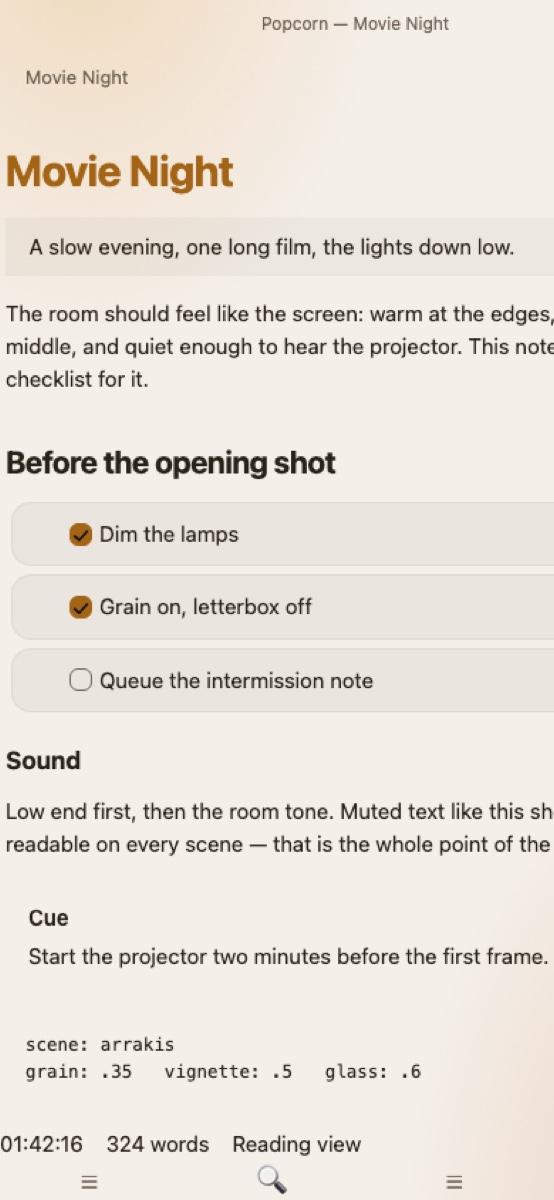 Popcorn — Movie Night
Movie Night
Movie Night
A slow evening, one long film, the lights down low.
The room should feel like the screen: warm at the edges,
middle, and quiet enough to hear the projector. This note
checklist for it.
Before the opening shot
Dim the lamps
Grain on, letterbox off
Queue the intermission note
Sound
Low end first, then the room tone. Muted text like this sh
readable on every scene — that is the whole point of the
Cue
Start the projector two minutes before the first frame.
scene: arrakis
grain: .35 vignette: .5 glass: .6
01:42:16 324 words Reading view